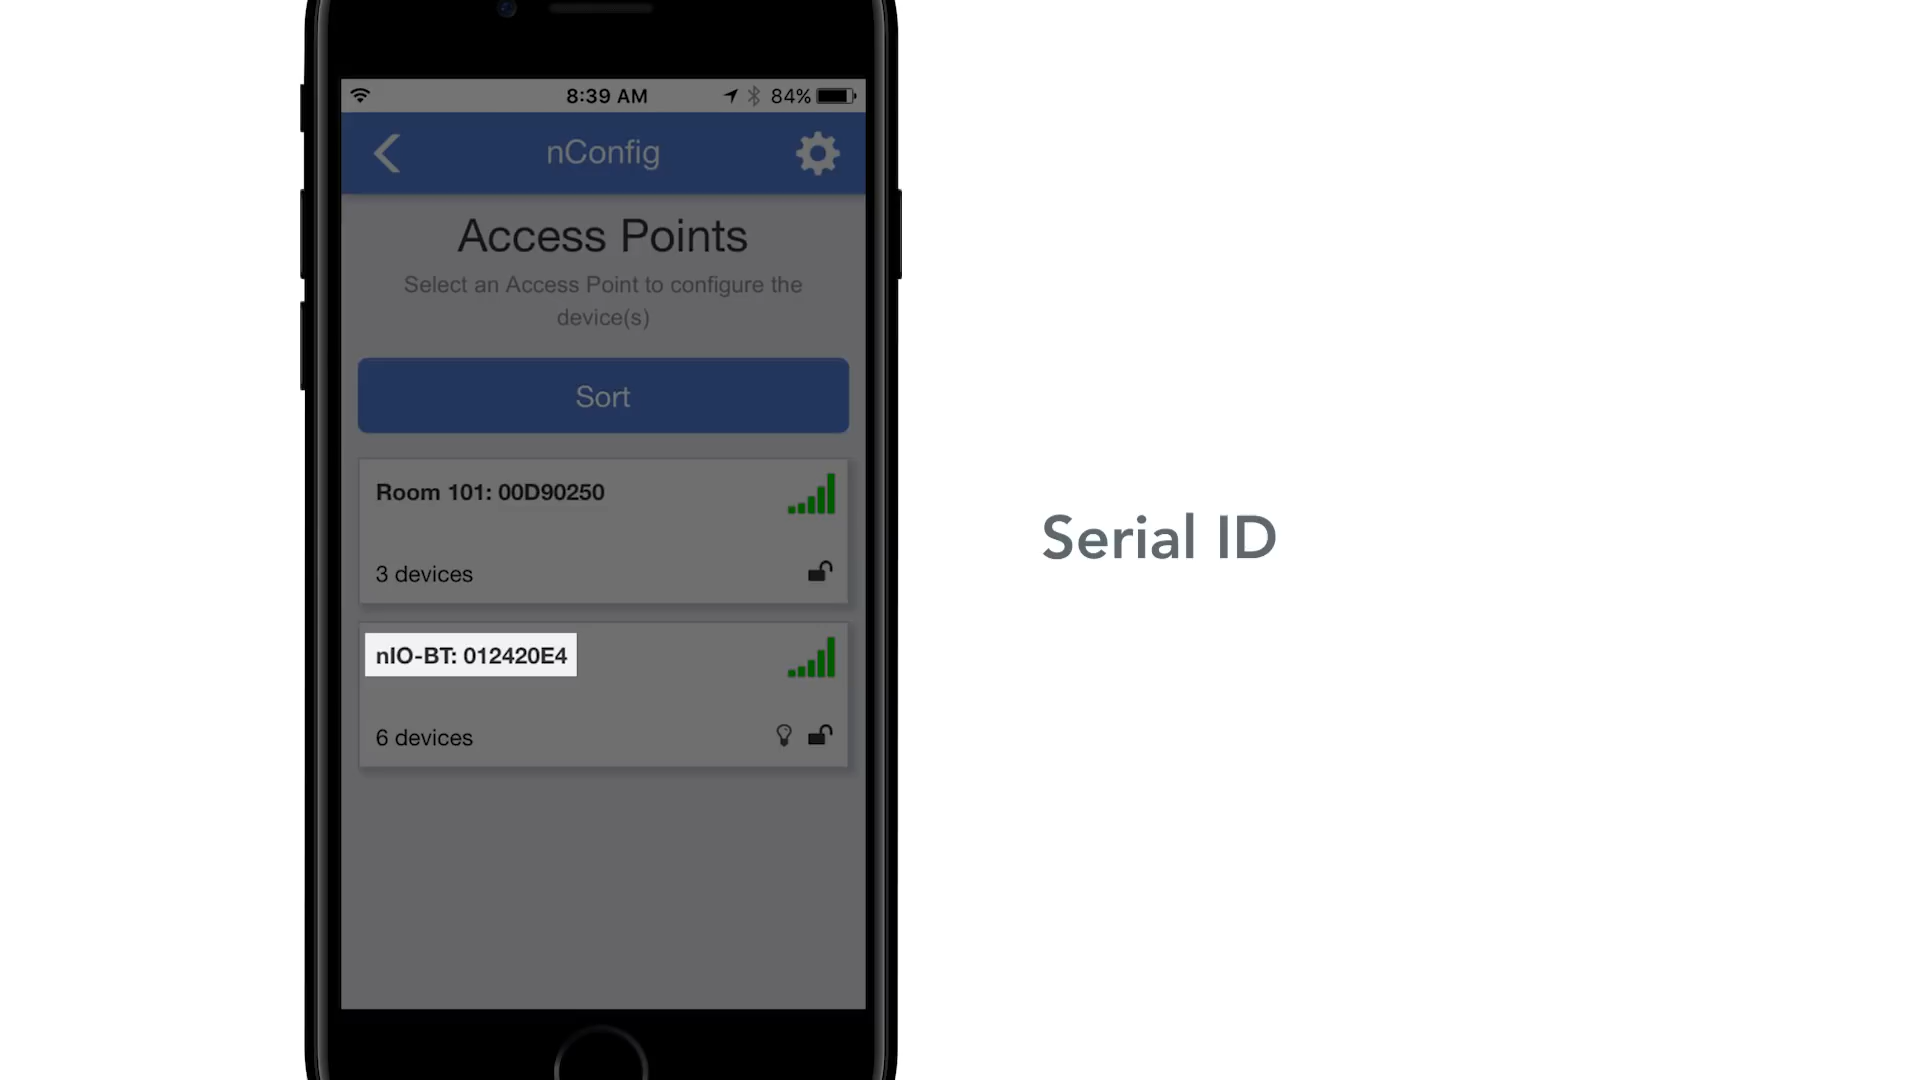 8:39 AM
84%
nConfig
Access Points
Select an Access Point to configure the
device(s)
Sort
Room 101: 00D90250
3 devices
nIO-BT: 012420E4
6 devices
Serial ID